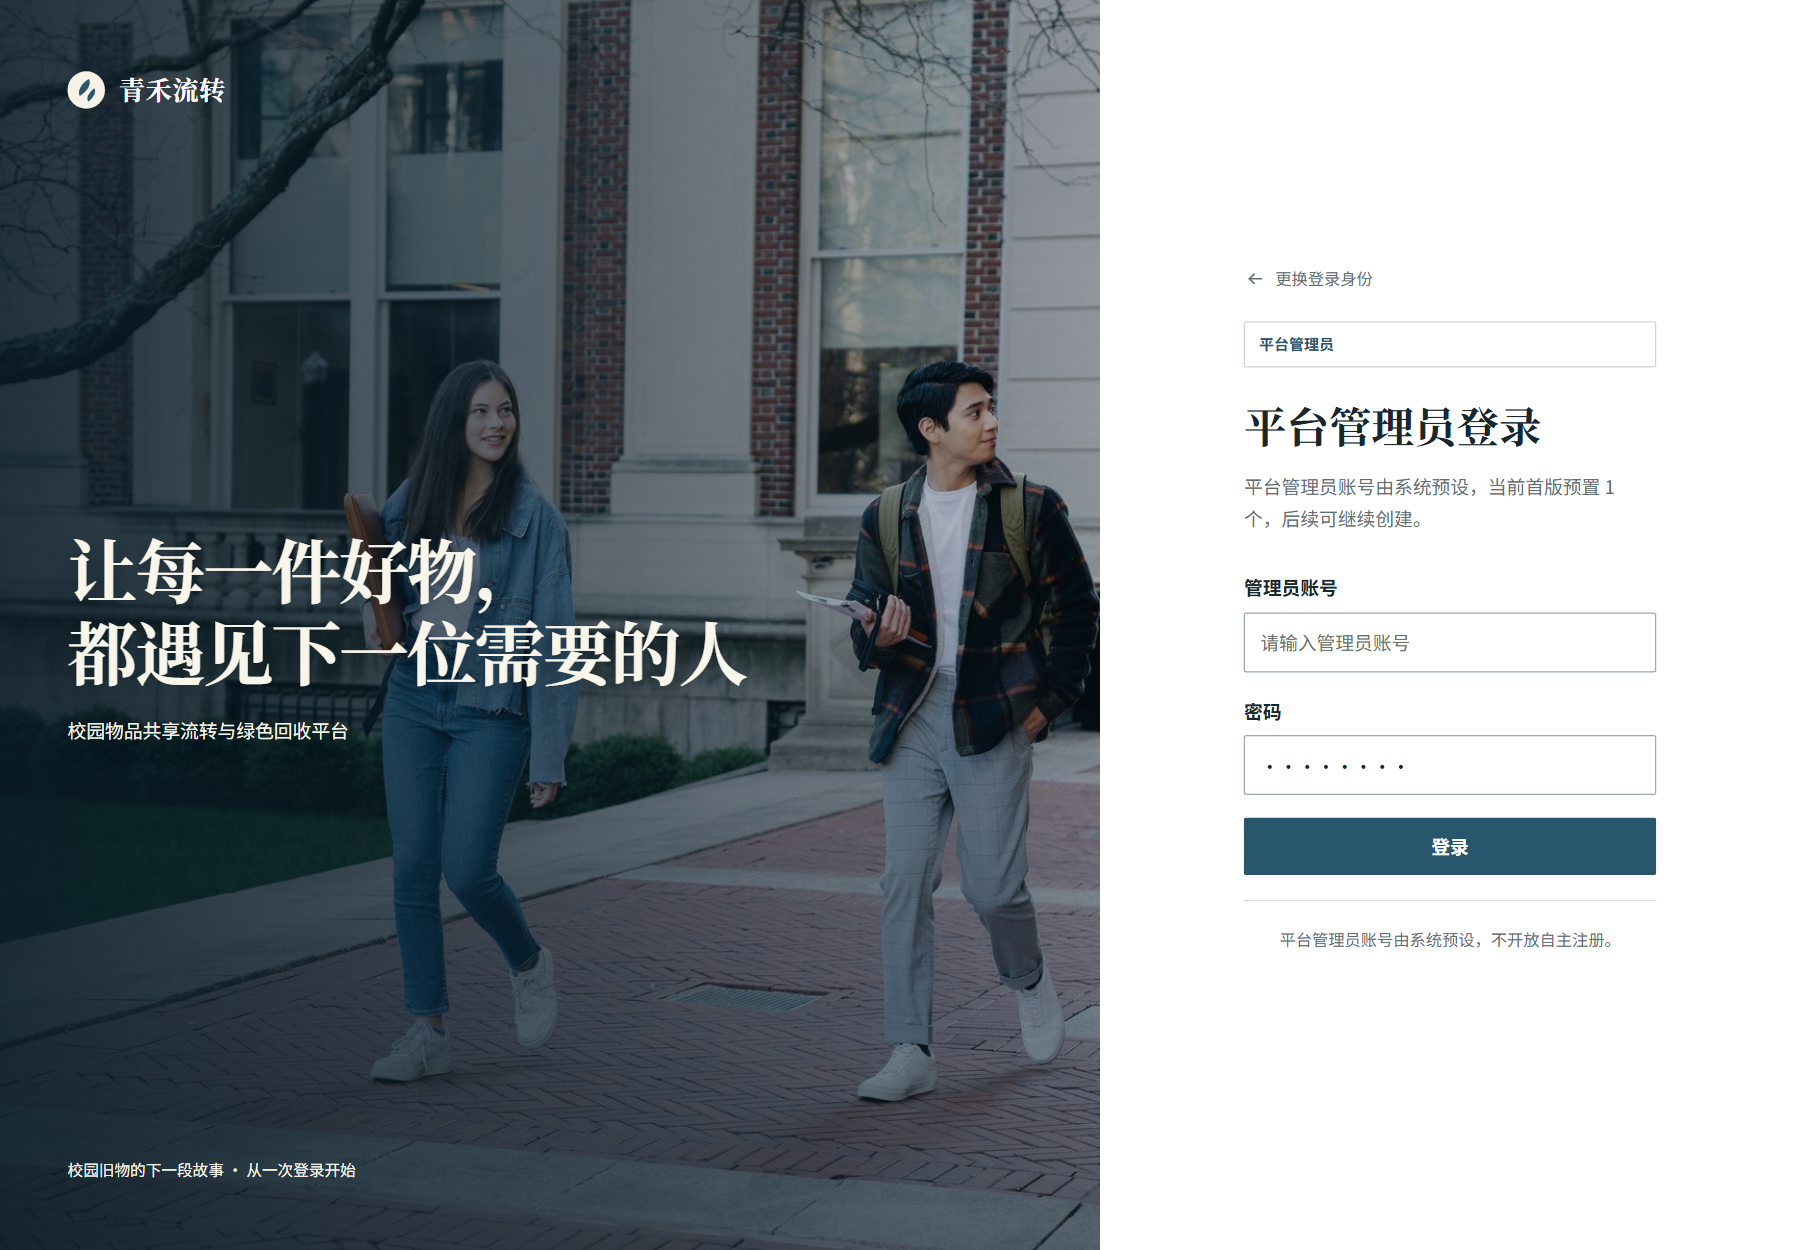 青禾流转
让每一件好物，
都遇见下一位需要的人
校园物品共享流转与绿色回收平台
校园旧物的下一段故事 · 从一次登录开始
← 更换登录身份
平台管理员
平台管理员登录
平台管理员账号由系统预设，当前首版预置 1
个，后续可继续创建。
管理员账号
请输入管理员账号
密码
••••••••
登录
平台管理员账号由系统预设，不开放自主注册。